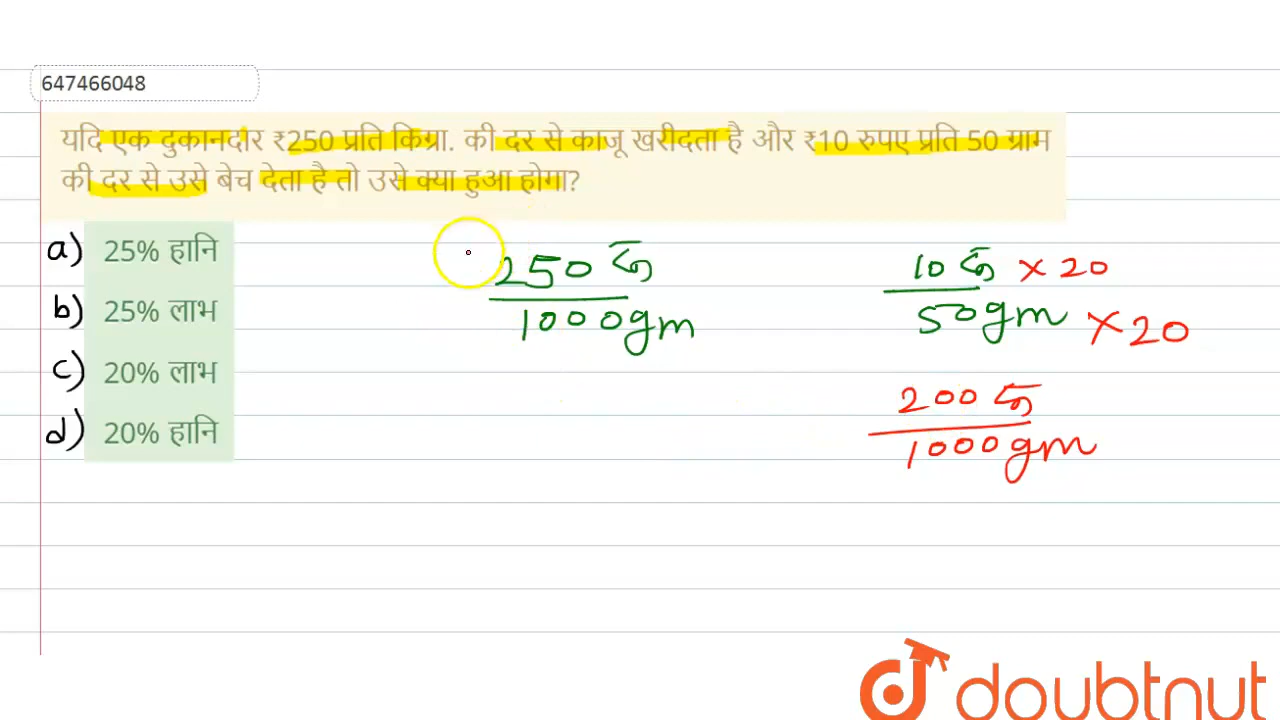 647466048
यदि एक दुकानदार ₹250 प्रति किग्रा. की दर से काजू खरीदता है और ₹10 रुपए प्रति 50 ग्राम
की दर से उसे बेच देता है तो उसे क्या हुआ होगा?
a) 25% हानि
b) 25% लाभ
c) 20% लाभ
d) 20% हानि
250 रु
1000gm
10 रु × 20
50gm × 20
200 रु
1000gm
doubtnut